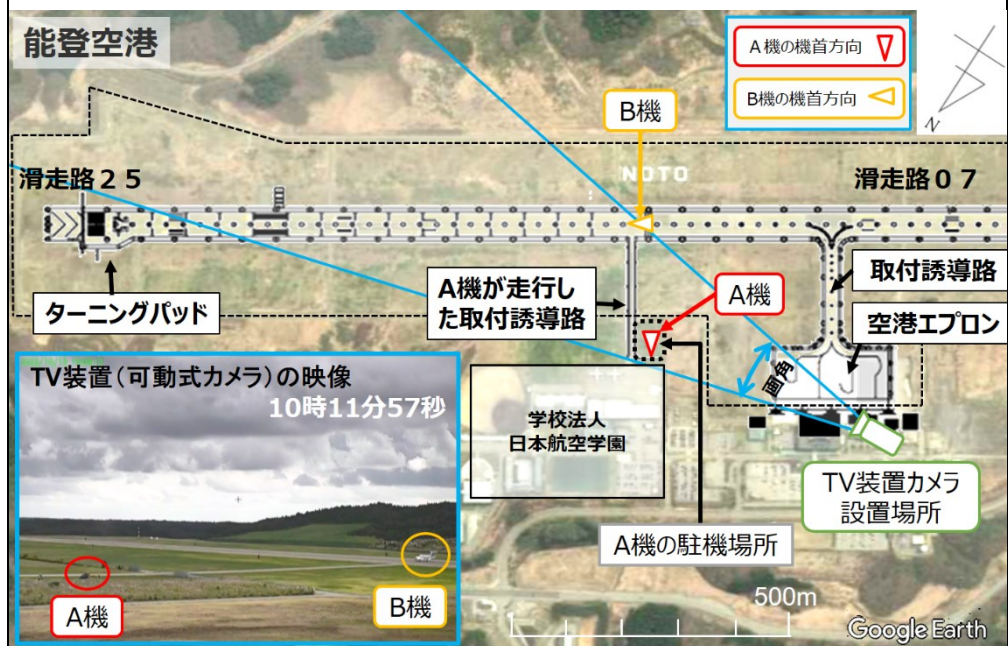 能登空港
A機の機首方向
B機の機首方向
N
B機
NOTO
滑走路25
滑走路07
ターニングパッド
A機が走行し
た取付誘導路
A機
取付誘導路
空港エプロン
画角
TV装置(可動式カメラ)の映像
10時11分57秒
A機
B機
学校法人
日本航空学園
TV装置カメラ
設置場所
A機の駐機場所
500m
Google Earth